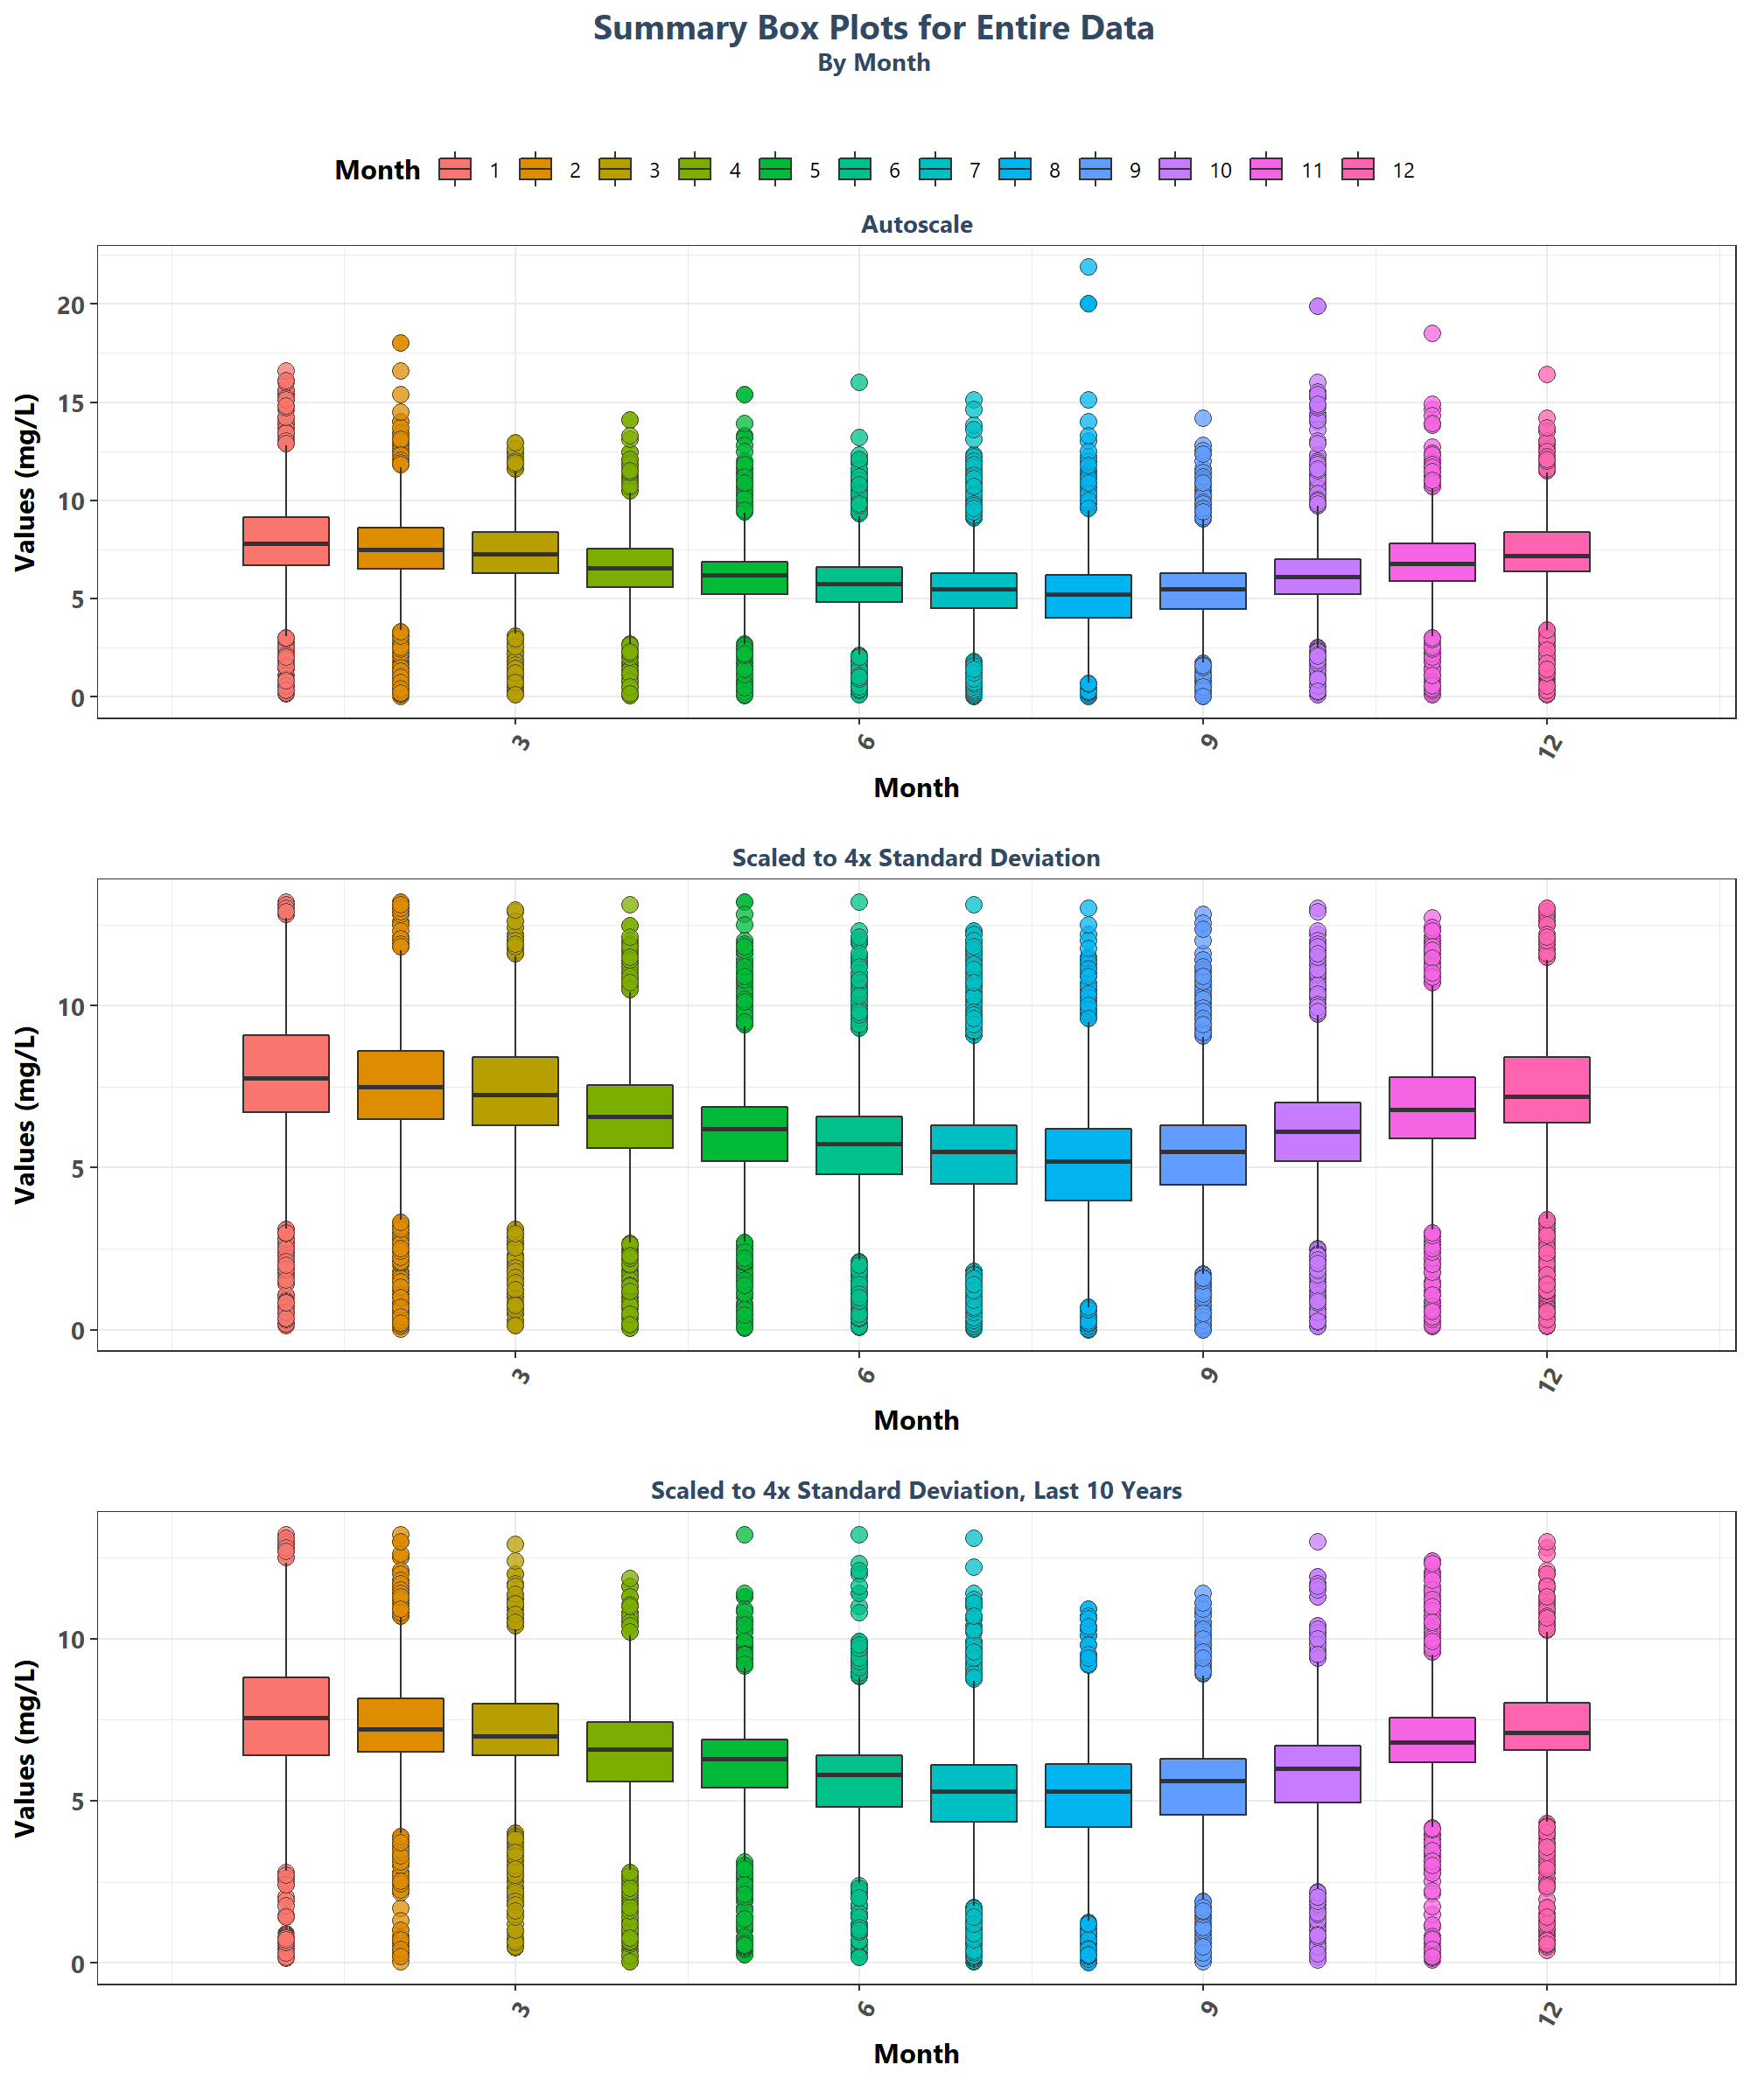 Summary Box Plots for Entire Data
By Month
Month 1 2 3 4 5 6 7 8 9 10 11 12
Autoscale
Values (mg/L)
20
15
10
5
0
3 6 9 12
Month
Scaled to 4x Standard Deviation
Values (mg/L)
10
5
0
3 6 9 12
Month
Scaled to 4x Standard Deviation, Last 10 Years
Values (mg/L)
10
5
0
3 6 9 12
Month